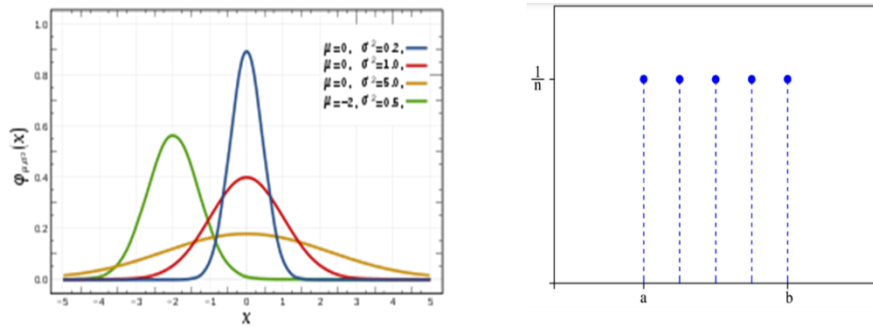 1.0
μ=0, σ²=0.2,
μ=0, σ²=1.0,
μ=0, σ²=5.0,
μ=-2, σ²=0.5,
0.8
0.6
0.4
0.2
0.0
φμ,σ²(x)
-5 -4 -3 -2 -1 0 1 2 3 4 5
x
1/n
a b